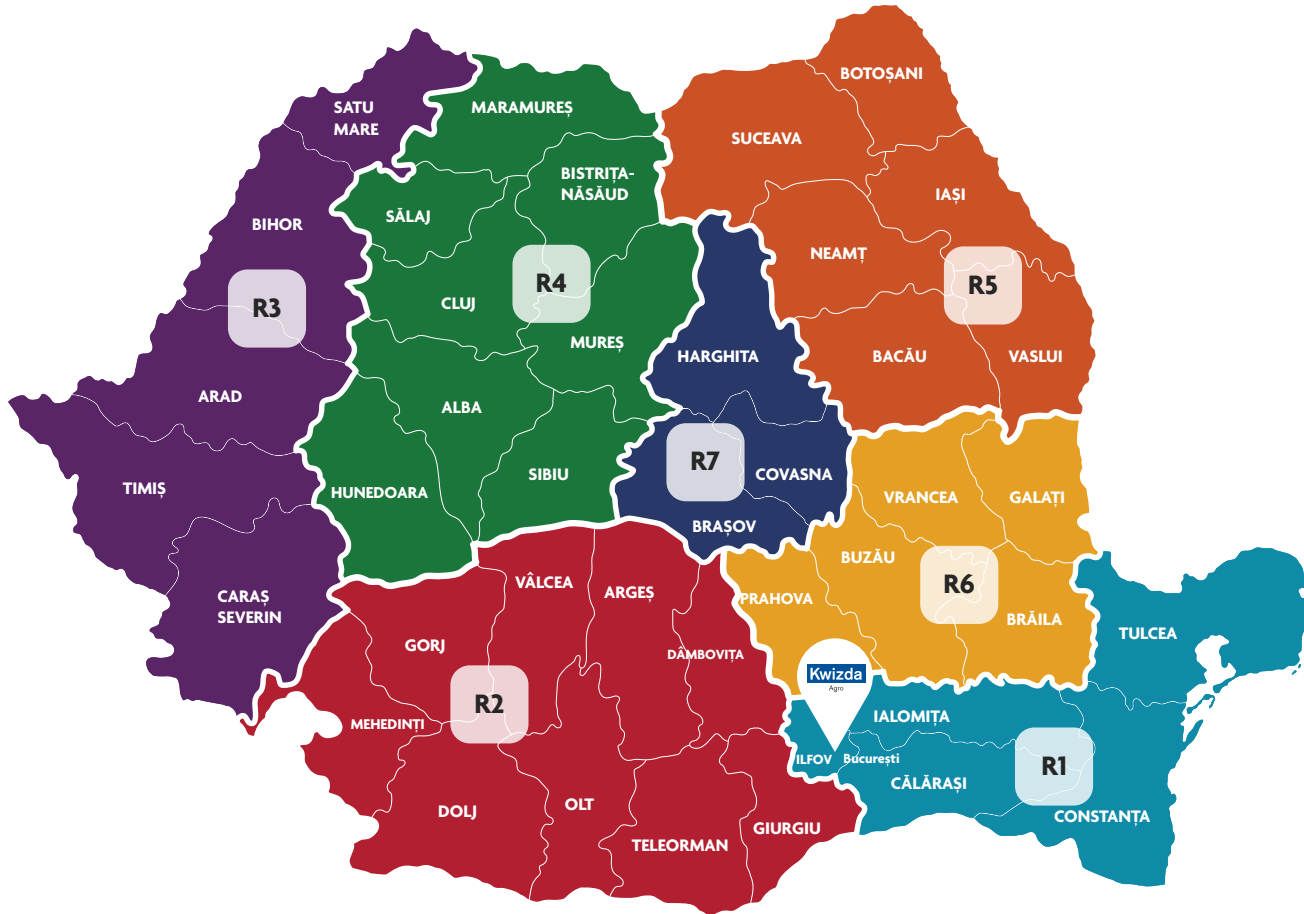 BOTOȘANI
SATU
MARE
MARAMUREȘ
SUCEAVA
BISTRIȚA-
NĂSĂUD
IAȘI
SĂLAJ
BIHOR
NEAMȚ
R4
R5
R3
CLUJ
MUREȘ
HARGHITA
BACĂU
VASLUI
ARAD
ALBA
R7
SIBIU
COVASNA
TIMIȘ
HUNEDOARA
VRANCEA
GALAȚI
BRAȘOV
BUZĂU
VÂLCEA
ARGEȘ
R6
CARAȘ
SEVERIN
PRAHOVA
BRĂILA
TULCEA
GORJ
DÂMBOVIȚA
Kwizda
Agro
R2
MEHEDINȚI
IALOMIȚA
ILFOV
București
R1
CĂLĂRAȘI
OLT
DOLJ
CONSTANȚA
GIURGIU
TELEORMAN